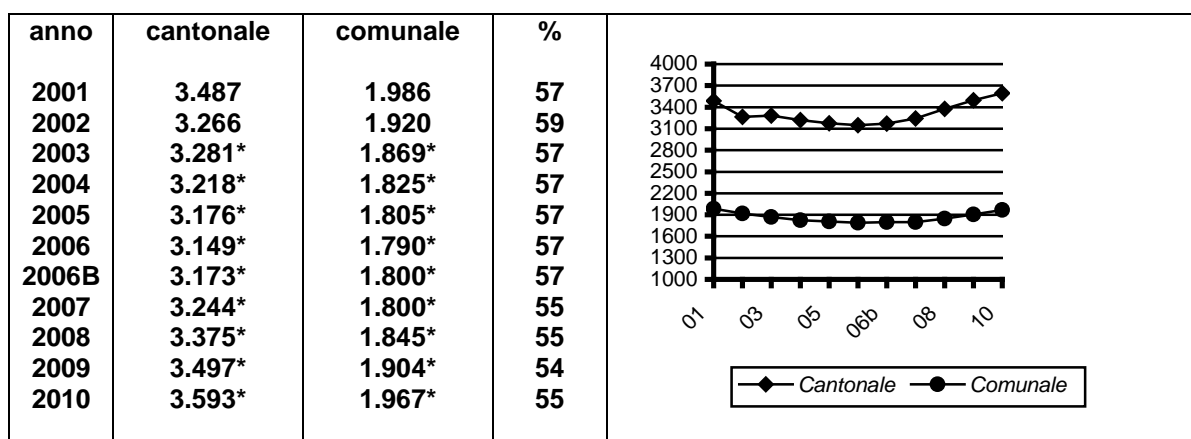 anno cantonale comunale %
2001 3.487 1.986 57
2002 3.266 1.920 59
2003 3.281* 1.869* 57
2004 3.218* 1.825* 57
2005 3.176* 1.805* 57
2006 3.149* 1.790* 57
2006B 3.173* 1.800* 57
2007 3.244* 1.800* 55
2008 3.375* 1.845* 55
2009 3.497* 1.904* 54
2010 3.593* 1.967* 55
4000
3700
3400
3100
2800
2500
2200
1900
1600
1300
1000
01 03 05 06b 08 10
Cantonale Comunale